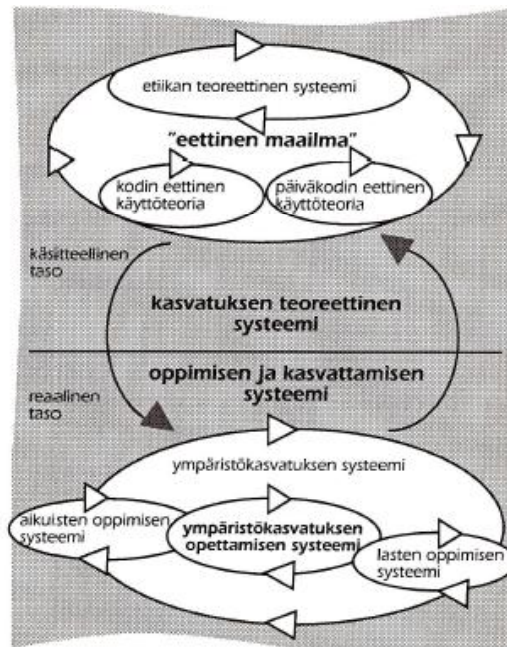 etiikan teoreettinen systeemi
"eettinen maailma"
kodin eettinen
käyttöteoria
päiväkodin eettinen
käyttöteoria
käsitteellinen
taso
kasvatuksen teoreettinen
systeemi
oppimisen ja kasvattamisen
systeemi
reaalinen
taso
ympäristökasvatuksen systeemi
aikuisten oppimisen
systeemi
ympäristökasvatuksen
opettamisen systeemi
lasten oppimisen
systeemi